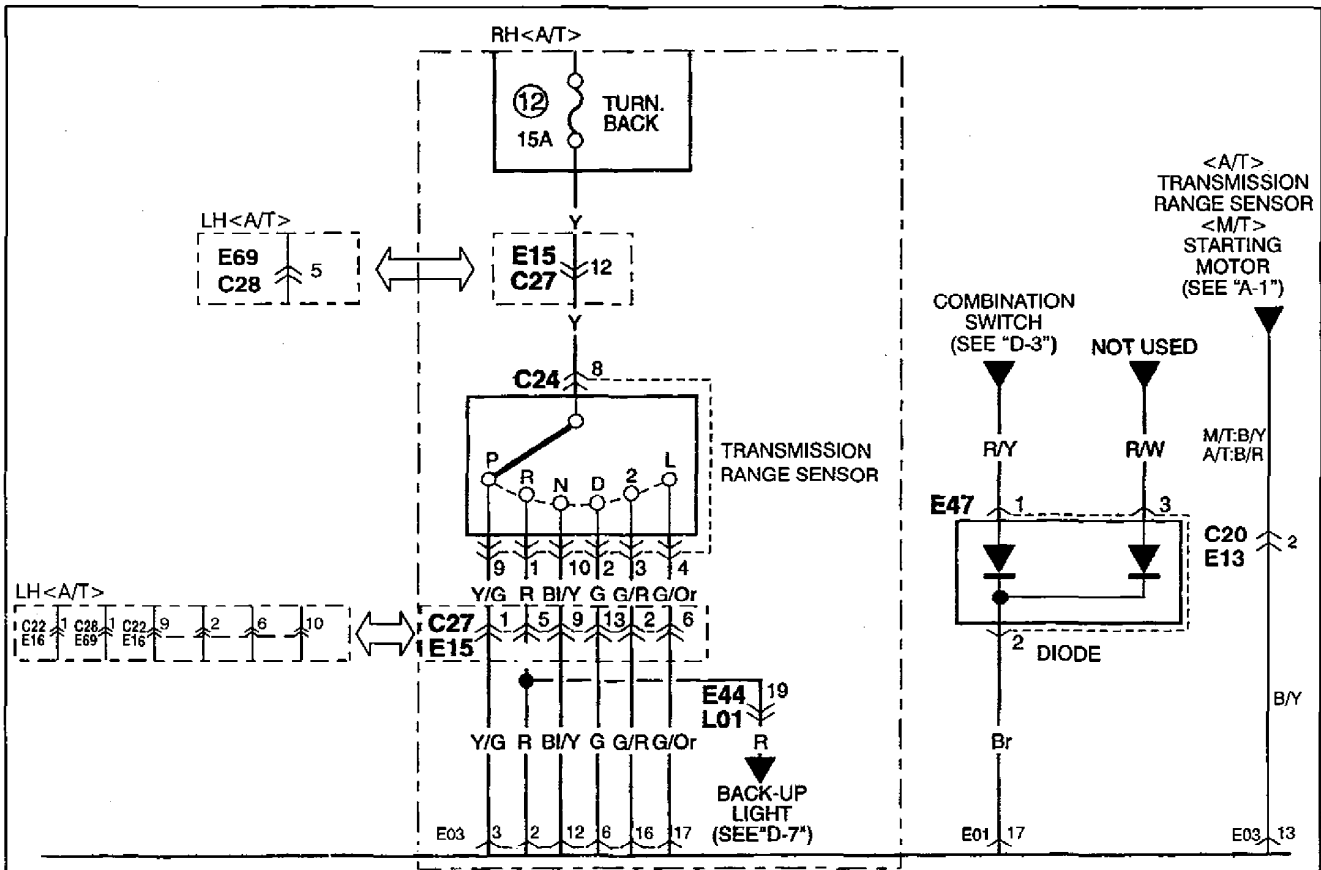 RH<A/T>
12
15A
TURN.
BACK
Y
LH<A/T>
E69
C28
5
E15
C27
12
Y
C24
8
P
R
N
D
2
L
TRANSMISSION
RANGE SENSOR
9
1
10
2
3
4
Y/G
R
Bl/Y
G
G/R
G/Or
LH<A/T>
C22
E16
1
C28
E69
1
C22
E16
9
2
6
10
C27
E15
1
5
9
13
2
6
E44
L01
19
R
Y/G
R
Bl/Y
G
G/R
G/Or
BACK-UP
LIGHT
(SEE"D-7")
E03
3
2
12
6
16
17
COMBINATION
SWITCH
(SEE "D-3")
NOT USED
R/Y
R/W
E47
1
3
2
DIODE
Br
E01
17
<A/T>
TRANSMISSION
RANGE SENSOR
<M/T>
STARTING
MOTOR
(SEE "A-1")
M/T:B/Y
A/T:B/R
C20
E13
2
B/Y
E03
13